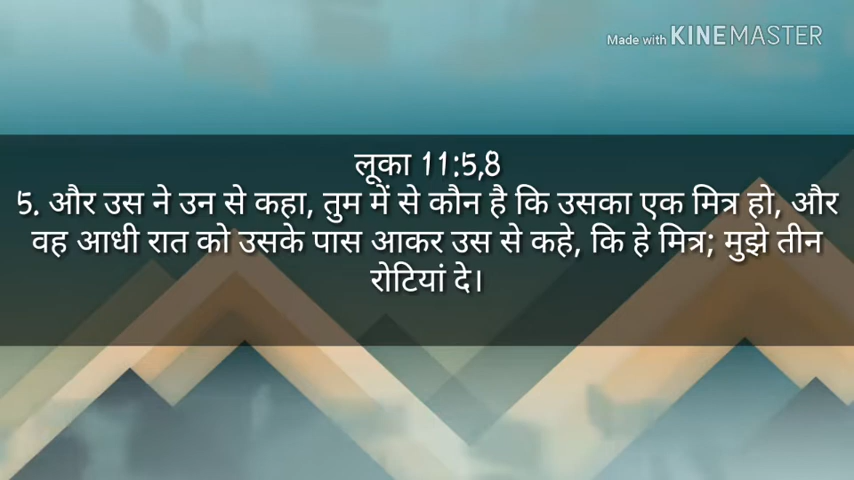 Made with KINEMASTER
लूका 11:5,8
5. और उस ने उन से कहा, तुम में से कौन है कि उसका एक मित्र हो, और
वह आधी रात को उसके पास आकर उस से कहे, कि हे मित्र; मुझे तीन
रोटियां दे।